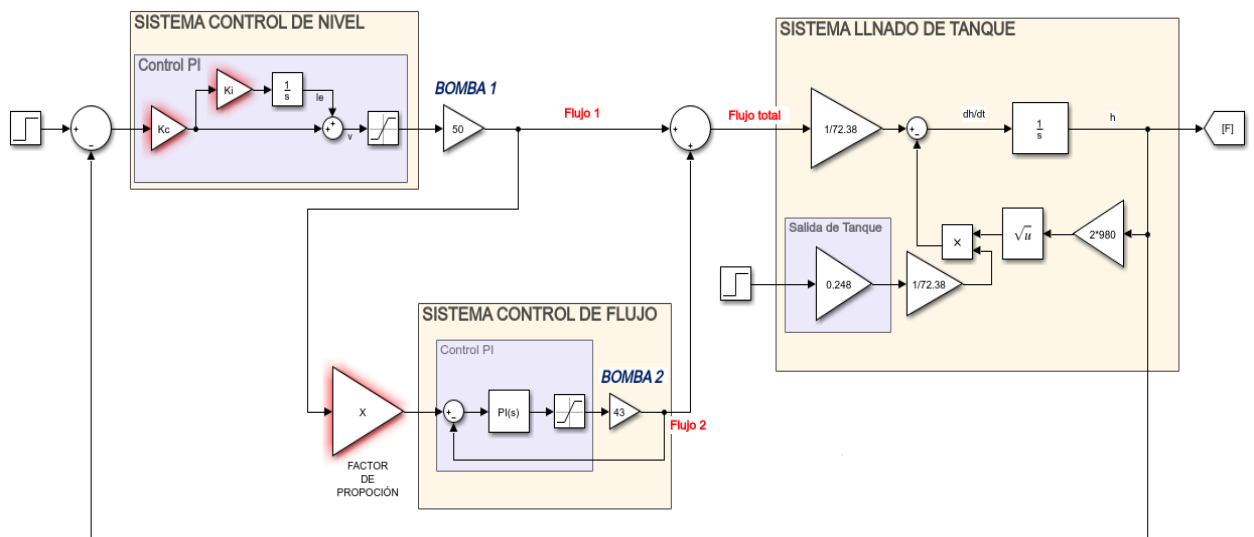 SISTEMA CONTROL DE NIVEL
Control PI
Ki
1
s
Ie
Kc
+
-
+
+
v
BOMBA 1
50
Flujo 1
+
+
Flujo total
SISTEMA LLNADO DE TANQUE
1/72.38
+
-
dh/dt
1
s
h
[F]
Salida de Tanque
0.248
1/72.38
×
√u
2*980
SISTEMA CONTROL DE FLUJO
Control PI
X
+
-
PI(s)
BOMBA 2
43
Flujo 2
FACTOR
DE
PROPOCIÓN